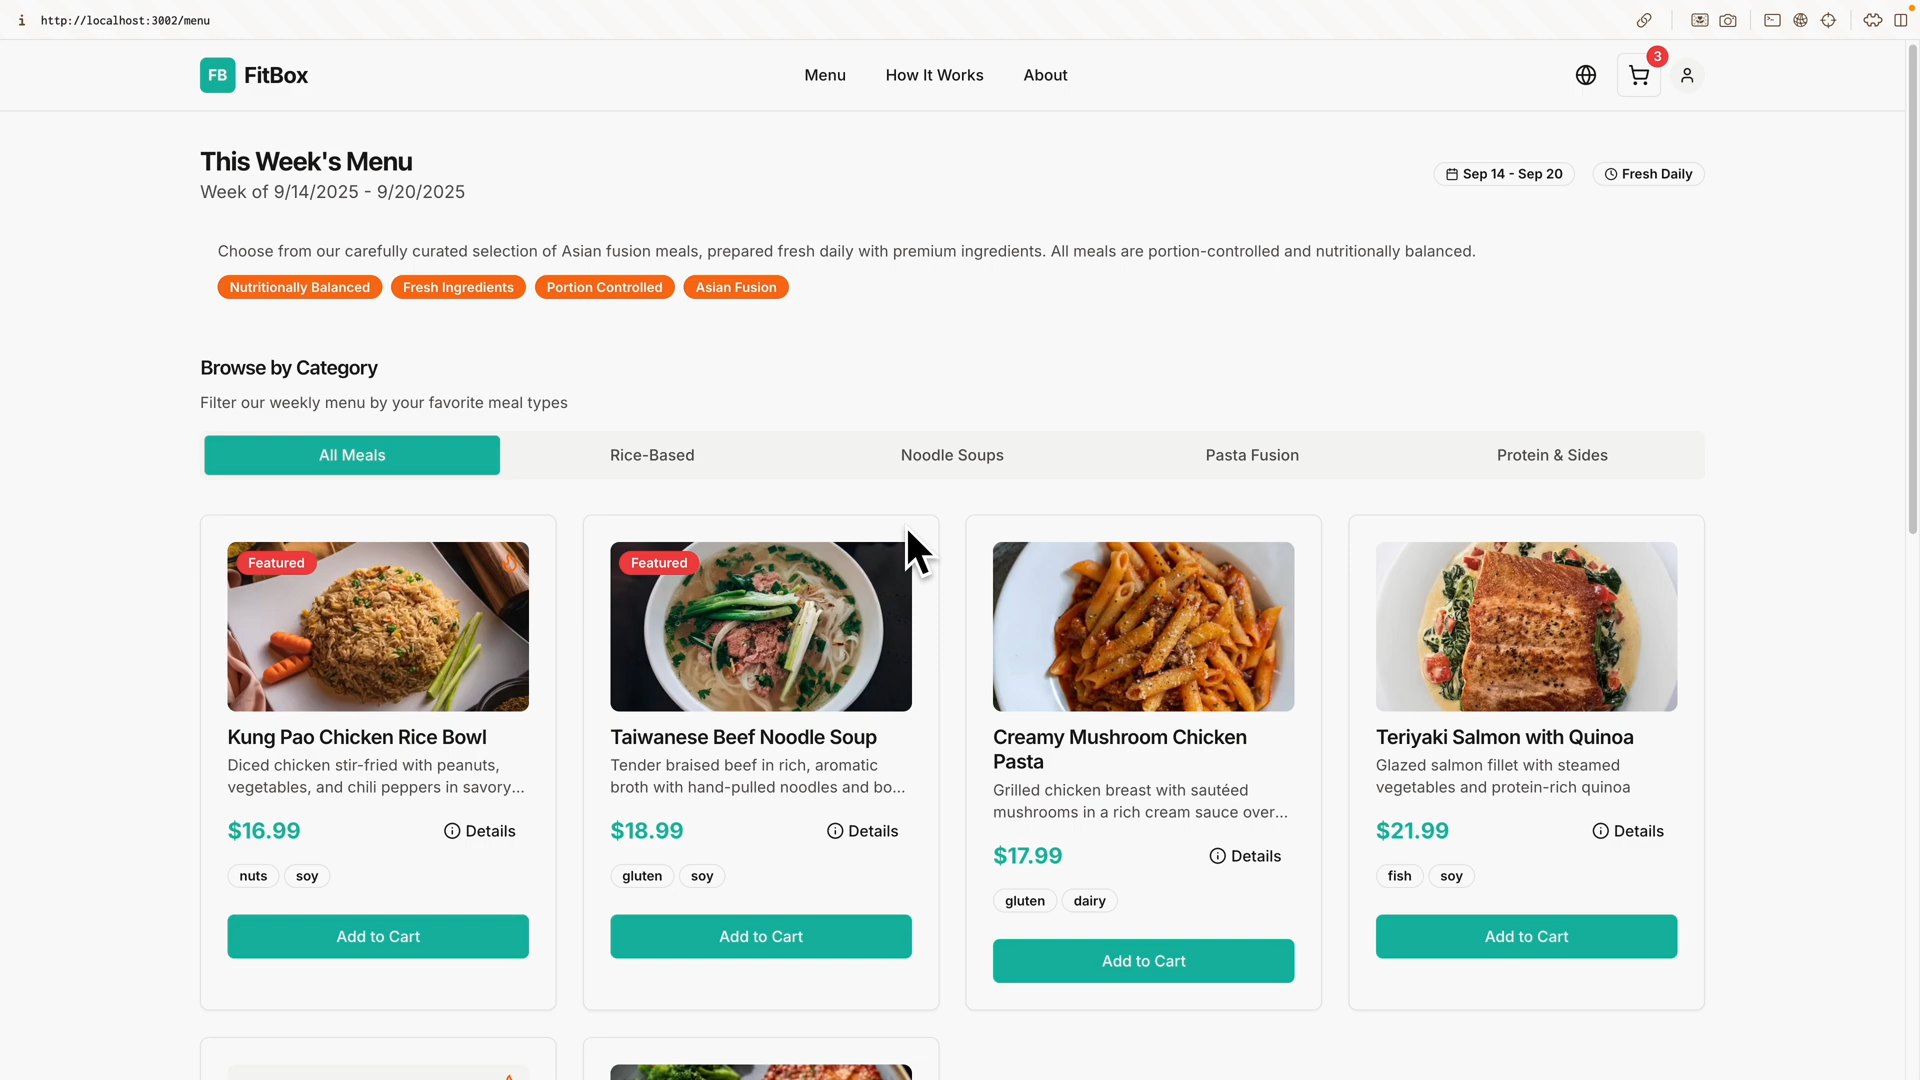 i http://localhost:3002/menu
FB FitBox
Menu How It Works About
3
This Week's Menu
Week of 9/14/2025 - 9/20/2025
Sep 14 - Sep 20 Fresh Daily
Choose from our carefully curated selection of Asian fusion meals, prepared fresh daily with premium ingredients. All meals are portion-controlled and nutritionally balanced.
Nutritionally Balanced Fresh Ingredients Portion Controlled Asian Fusion
Browse by Category
Filter our weekly menu by your favorite meal types
All Meals Rice-Based Noodle Soups Pasta Fusion Protein & Sides
Featured
Kung Pao Chicken Rice Bowl
Diced chicken stir-fried with peanuts,
vegetables, and chili peppers in savory...
$16.99 Details
nuts soy
Add to Cart
Featured
Taiwanese Beef Noodle Soup
Tender braised beef in rich, aromatic
broth with hand-pulled noodles and bo...
$18.99 Details
gluten soy
Add to Cart
Creamy Mushroom Chicken
Pasta
Grilled chicken breast with sautéed
mushrooms in a rich cream sauce over...
$17.99 Details
gluten dairy
Add to Cart
Teriyaki Salmon with Quinoa
Glazed salmon fillet with steamed
vegetables and protein-rich quinoa
$21.99 Details
fish soy
Add to Cart